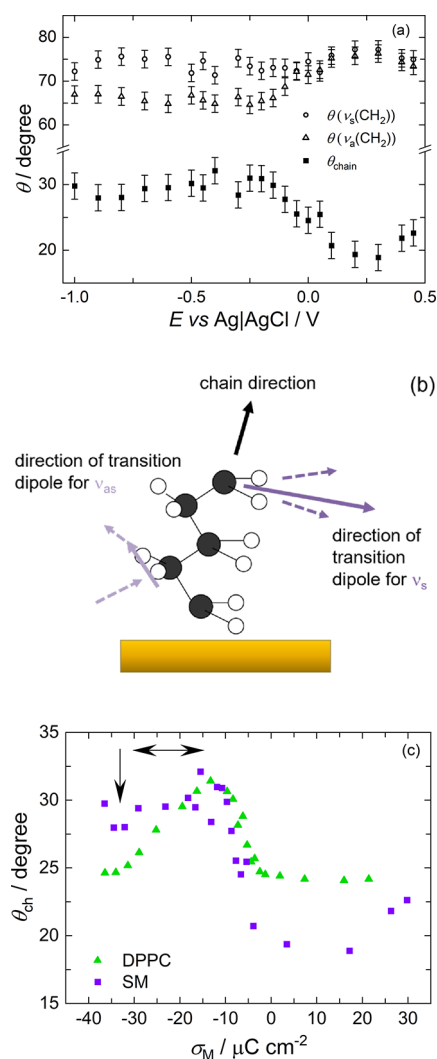 (a)
80
70
60
30
20
θ / degree
θ(νs(CH2))
θ(νa(CH2))
θchain
-1.0 -0.5 0.0 0.5
E vs Ag|AgCl / V
(b)
chain direction
direction of transition
dipole for νas
direction of
transition
dipole for νs
(c)
35
30
25
20
15
θch / degree
DPPC
SM
-40 -30 -20 -10 0 10 20 30
σM / μC cm-2